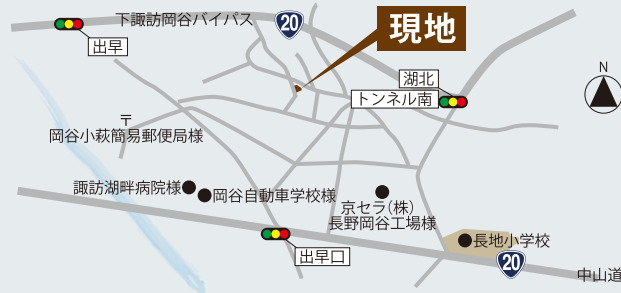 下諏訪岡谷バイパス
20
現地
出早
湖北
トンネル南
N
〒
岡谷小萩簡易郵便局様
諏訪湖畔病院様
岡谷自動車学校様
京セラ(株)
長野岡谷工場様
長地小学校
出早口
20
中山道